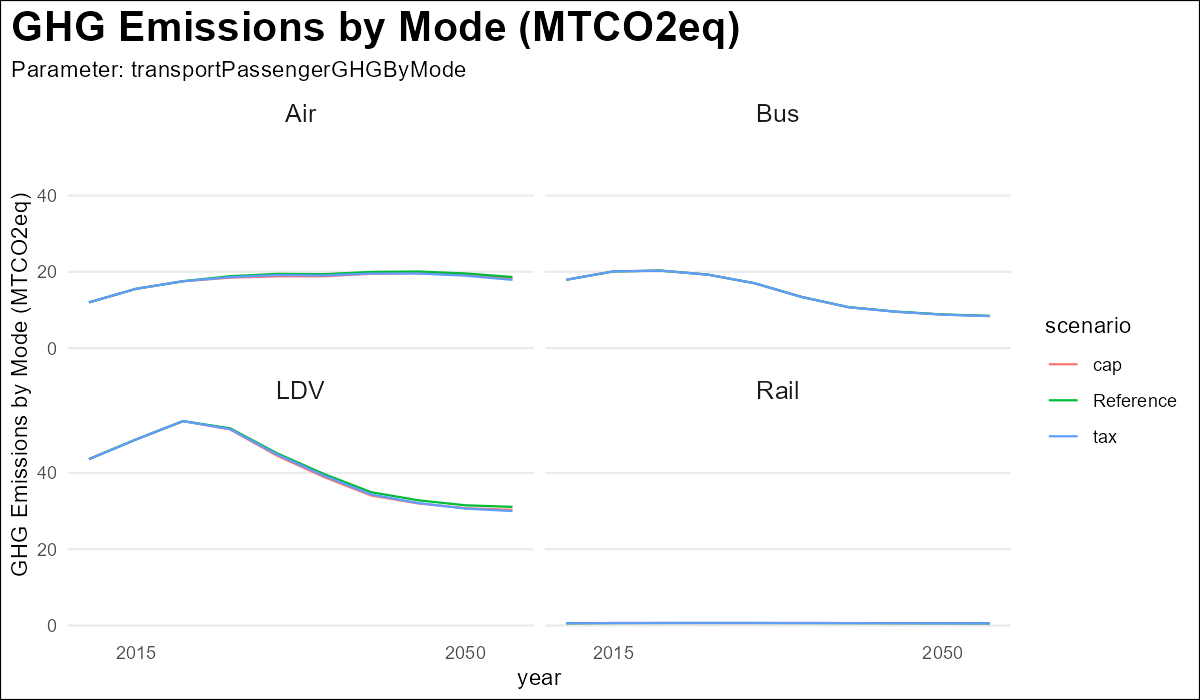 GHG Emissions by Mode (MTCO2eq)
Parameter: transportPassengerGHGByMode
Air
Bus
GHG Emissions by Mode (MTCO2eq)
40
20
0
LDV
Rail
40
20
0
2015
2050
2015
2050
year
scenario
cap
Reference
tax